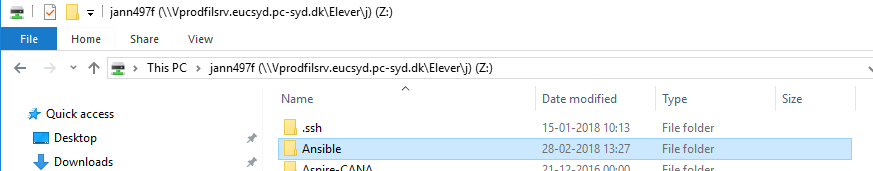 jann497f (\\Vprodfilsrv.eucsyd.pc-syd.dk\Elever\j) (Z:)
File Home Share View
This PC > jann497f (\\Vprodfilsrv.eucsyd.pc-syd.dk\Elever\j) (Z:)
Name Date modified Type Size
Quick access
.ssh 15-01-2018 10:13 File folder
Desktop
Ansible 28-02-2018 13:27 File folder
Downloads
Aspire-CANA 21-12-2016 00:00 File folder